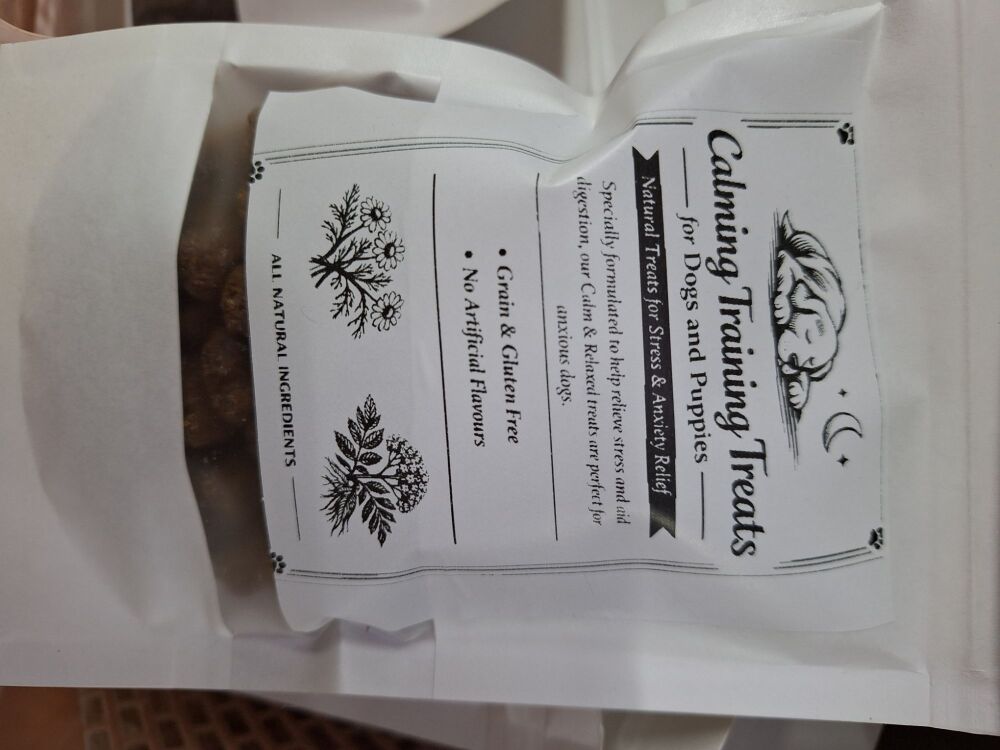 Calming Training Treats
for Dogs and Puppies
Natural Treats for Stress & Anxiety Relief
Specially formulated to help relieve stress and aid
digestion, our Calm & Relaxed treats are perfect for
anxious dogs.
• Grain & Gluten Free
• No Artificial Flavours
ALL NATURAL INGREDIENTS